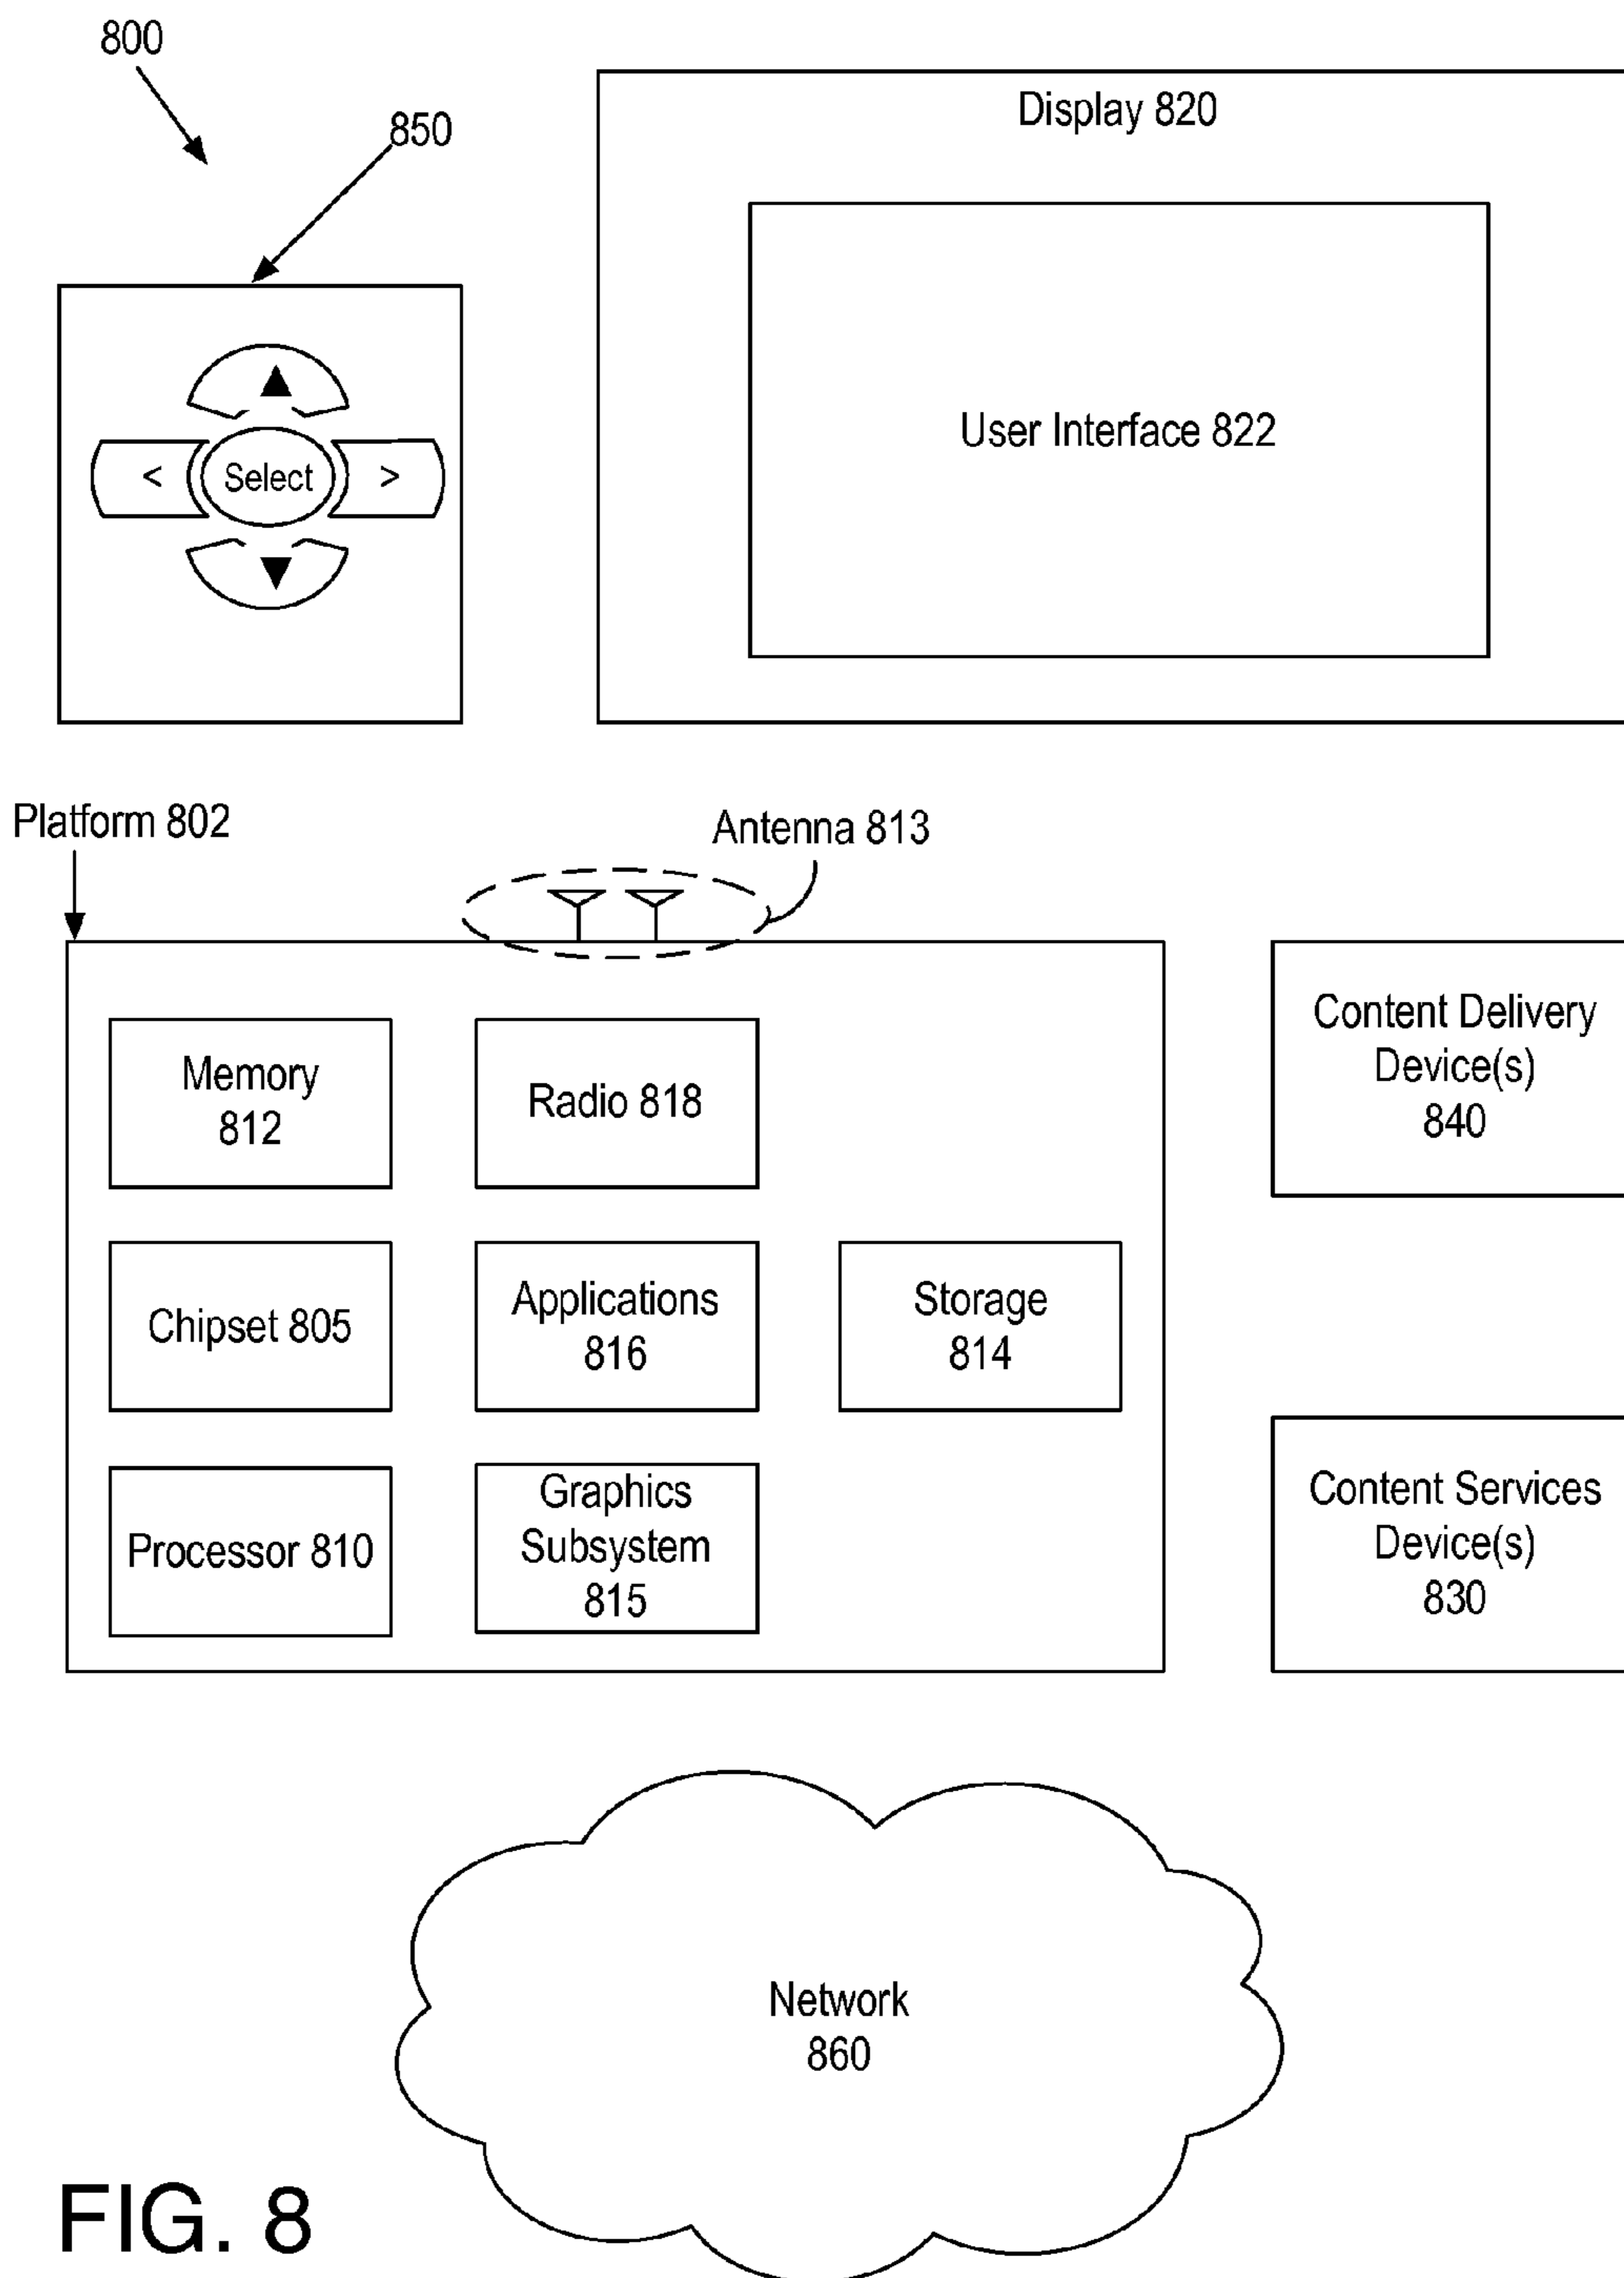 800
850
Display 820
User Interface 822
<
Select
>
Platform 802
Antenna 813
Memory
812
Radio 818
Content Delivery
Device(s)
840
Chipset 805
Applications
816
Storage
814
Processor 810
Graphics
Subsystem
815
Content Services
Device(s)
830
Network
860
FIG. 8